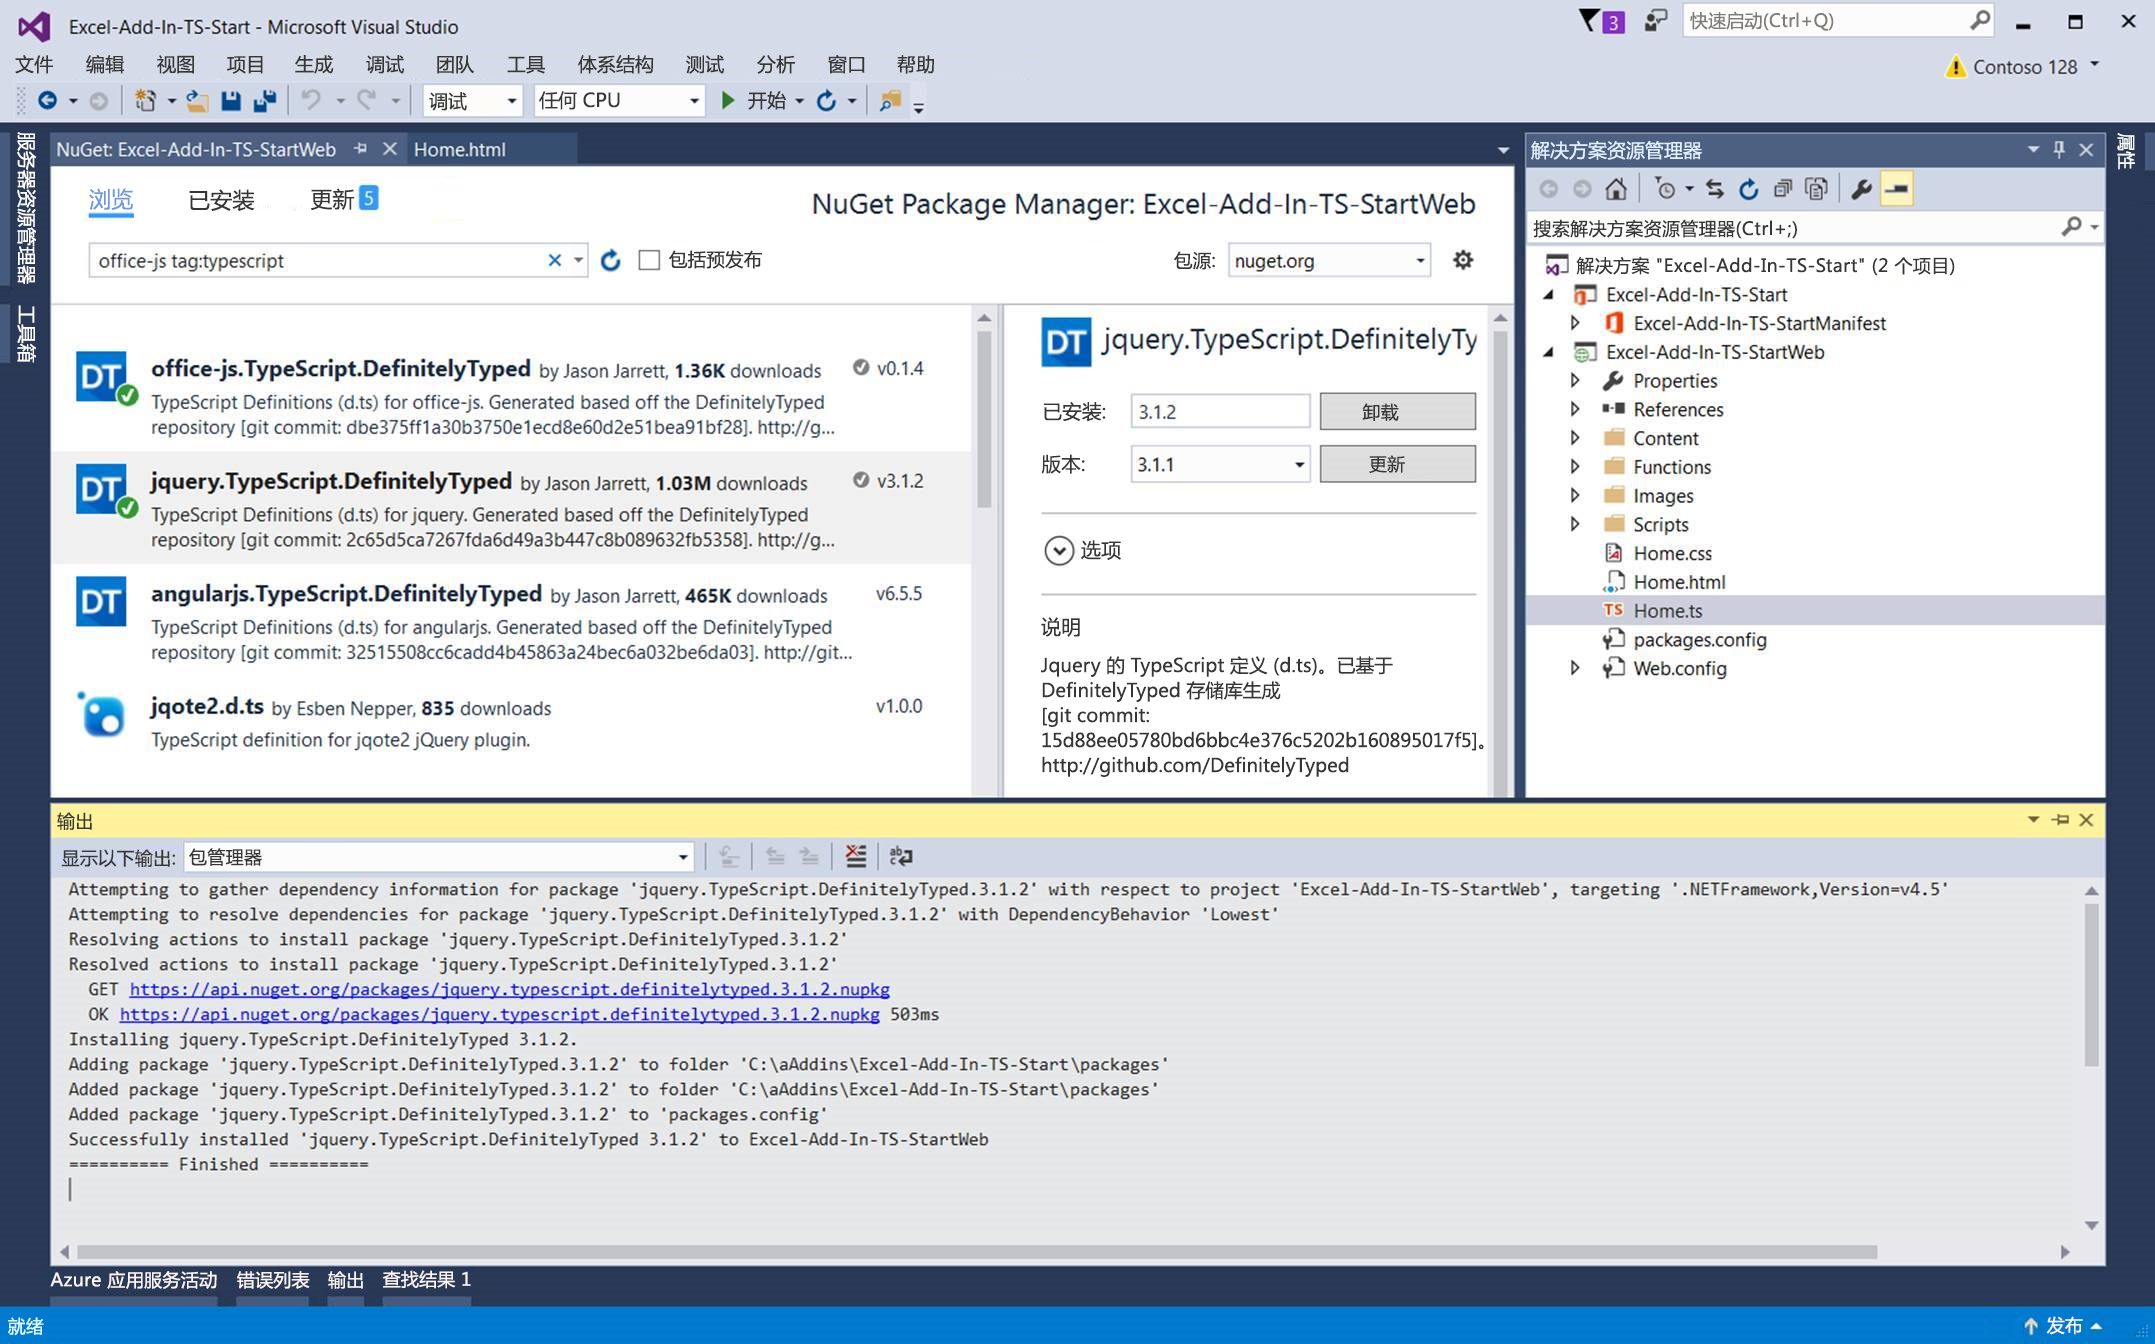 Excel-Add-In-TS-Start - Microsoft Visual Studio
3
快速启动(Ctrl+Q)
文件 编辑 视图 项目 生成 调试 团队 工具 体系结构 测试 分析 窗口 帮助
Contoso 128
调试 任何 CPU 开始
服务器资源管理器
工具箱
NuGet: Excel-Add-In-TS-StartWeb Home.html
浏览 已安装 更新 5
NuGet Package Manager: Excel-Add-In-TS-StartWeb
office-js tag:typescript 包括预发布
包源: nuget.org
DT office-js.TypeScript.DefinitelyTyped by Jason Jarrett, 1.36K downloads v0.1.4
TypeScript Definitions (d.ts) for office-js. Generated based off the DefinitelyTyped
repository [git commit: dbe375ff1a30b3750e1ecd8e60d2e51bea91bf28]. http://g...
DT jquery.TypeScript.DefinitelyTyped by Jason Jarrett, 1.03M downloads v3.1.2
TypeScript Definitions (d.ts) for jquery. Generated based off the DefinitelyTyped
repository [git commit: 2c65d5ca7267fda6d49a3b447c8b089632fb5358]. http://g...
DT angularjs.TypeScript.DefinitelyTyped by Jason Jarrett, 465K downloads v6.5.5
TypeScript Definitions (d.ts) for angularjs. Generated based off the DefinitelyTyped
repository [git commit: 32515508cc6cadd4b45863a24bec6a032be6da03]. http://git...
jqote2.d.ts by Esben Nepper, 835 downloads v1.0.0
TypeScript definition for jqote2 jQuery plugin.
DT jquery.TypeScript.DefinitelyTy
已安装: 3.1.2 卸载
版本: 3.1.1 更新
选项
说明
Jquery 的 TypeScript 定义 (d.ts)。已基于
DefinitelyTyped 存储库生成
[git commit:
15d88ee05780bd6bbc4e376c5202b160895017f5]。
http://github.com/DefinitelyTyped
解决方案资源管理器
搜索解决方案资源管理器(Ctrl+;)
解决方案 "Excel-Add-In-TS-Start" (2 个项目)
Excel-Add-In-TS-Start
Excel-Add-In-TS-StartManifest
Excel-Add-In-TS-StartWeb
Properties
References
Content
Functions
Images
Scripts
Home.css
Home.html
TS Home.ts
packages.config
Web.config
属性
输出
显示以下输出: 包管理器
Attempting to gather dependency information for package 'jquery.TypeScript.DefinitelyTyped.3.1.2' with respect to project 'Excel-Add-In-TS-StartWeb', targeting '.NETFramework,Version=v4.5'
Attempting to resolve dependencies for package 'jquery.TypeScript.DefinitelyTyped.3.1.2' with DependencyBehavior 'Lowest'
Resolving actions to install package 'jquery.TypeScript.DefinitelyTyped.3.1.2'
Resolved actions to install package 'jquery.TypeScript.DefinitelyTyped.3.1.2'
GET https://api.nuget.org/packages/jquery.typescript.definitelytyped.3.1.2.nupkg
OK https://api.nuget.org/packages/jquery.typescript.definitelytyped.3.1.2.nupkg 503ms
Installing jquery.TypeScript.DefinitelyTyped 3.1.2.
Adding package 'jquery.TypeScript.DefinitelyTyped.3.1.2' to folder 'C:\aAddins\Excel-Add-In-TS-Start\packages'
Added package 'jquery.TypeScript.DefinitelyTyped.3.1.2' to folder 'C:\aAddins\Excel-Add-In-TS-Start\packages'
Added package 'jquery.TypeScript.DefinitelyTyped.3.1.2' to 'packages.config'
Successfully installed 'jquery.TypeScript.DefinitelyTyped 3.1.2' to Excel-Add-In-TS-StartWeb
========== Finished ==========
Azure 应用服务活动 错误列表 输出 查找结果 1
就绪
发布